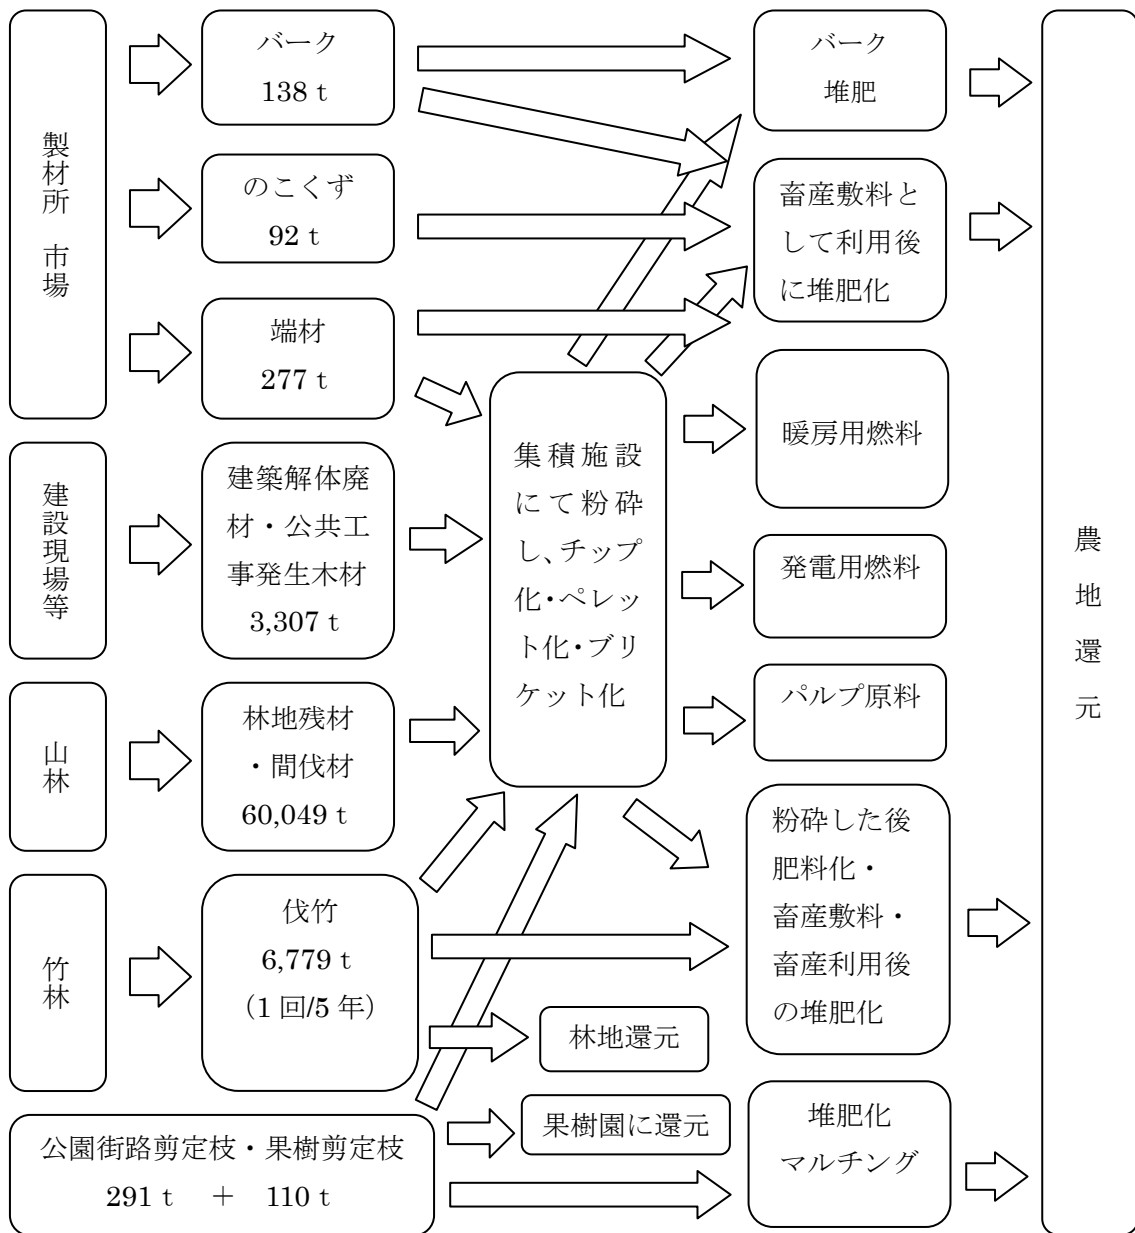 製材所 市場
バーク
138 t
のこくず
92 t
端材
277 t
建設現場等
建築解体廃
材・公共工
事発生木材
3,307 t
山林
林地残材
・間伐材
60,049 t
竹林
伐竹
6,779 t
（1 回/5 年）
公園街路剪定枝・果樹剪定枝
291 t ＋ 110 t
集積施設
にて粉砕
し、チップ
化・ペレッ
ト化・ブリ
ケット化
林地還元
果樹園に還元
バーク
堆肥
畜産敷料と
して利用後
に堆肥化
暖房用燃料
発電用燃料
パルプ原料
粉砕した後
肥料化・
畜産敷料・
畜産利用後
の堆肥化
堆肥化
マルチング
農地還元